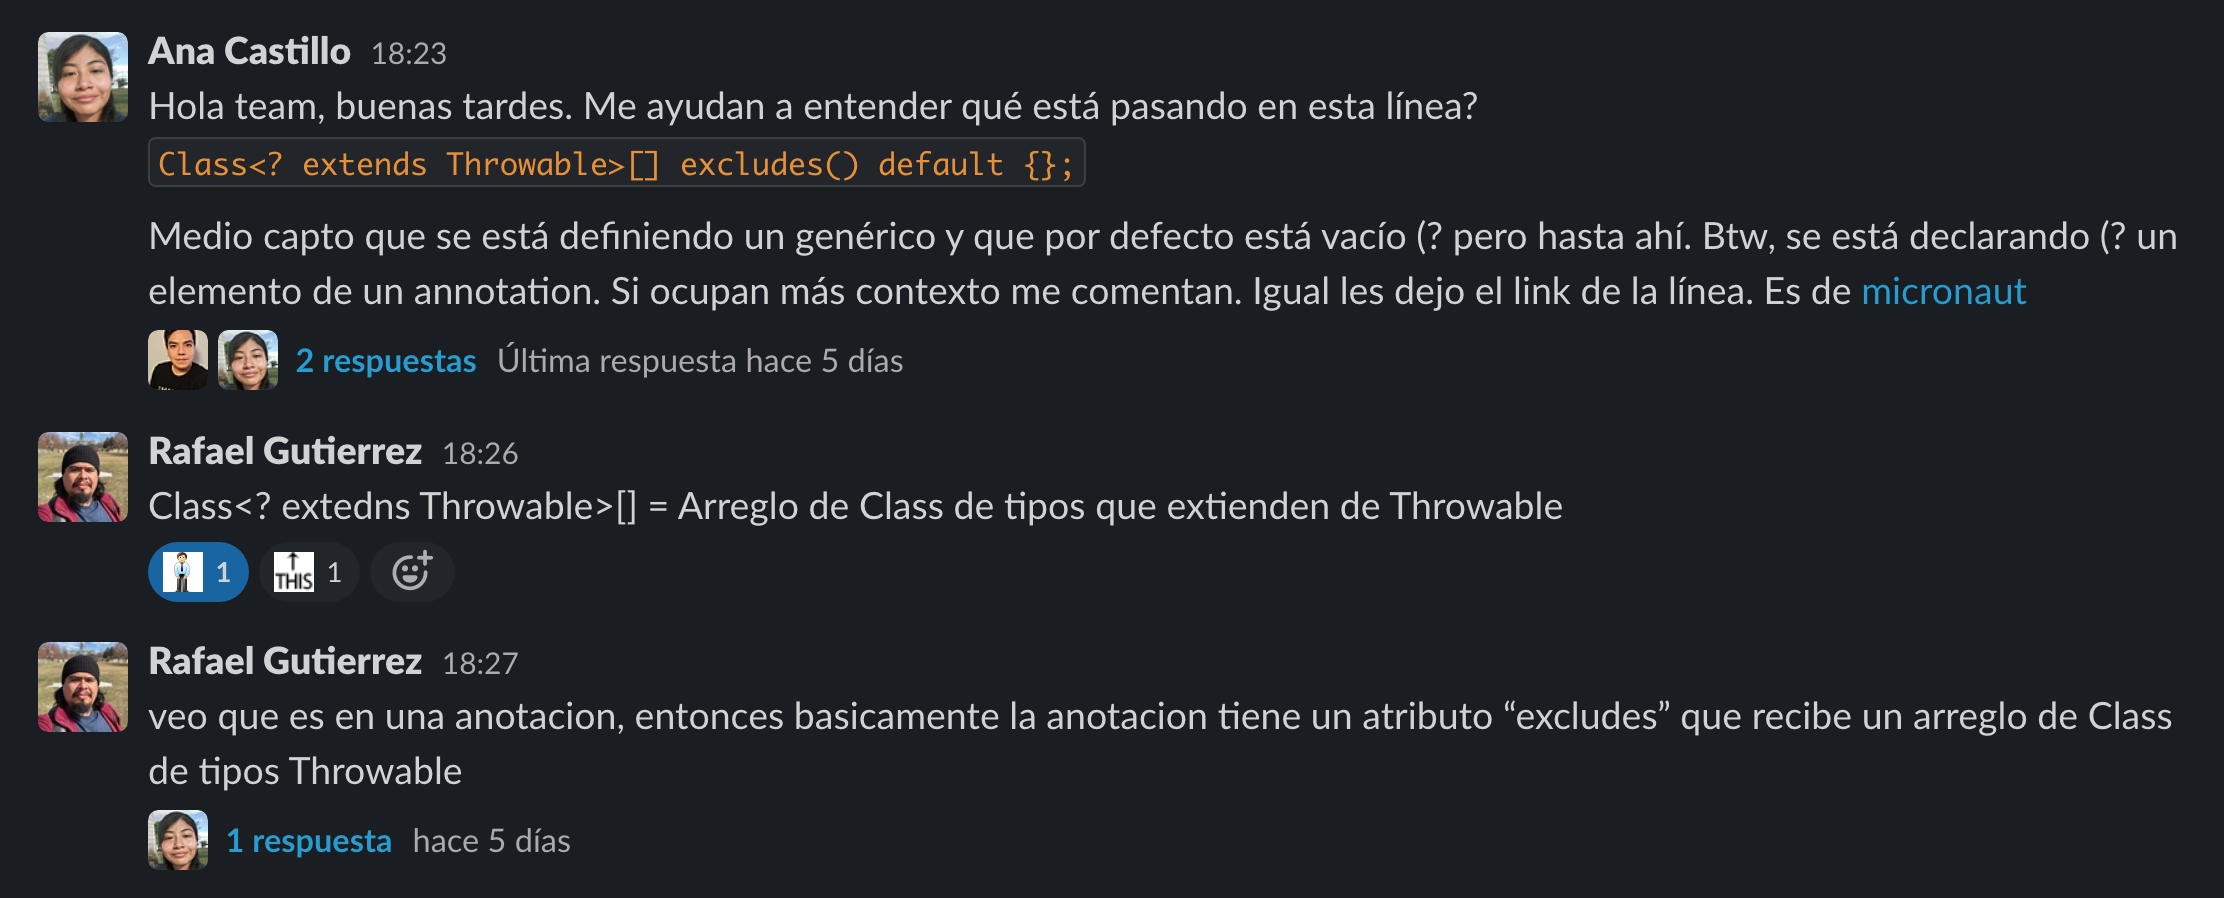 Ana Castillo 18:23
Hola team, buenas tardes. Me ayudan a entender qué está pasando en esta línea?
Class<? extends Throwable>[] excludes() default {};
Medio capto que se está definiendo un genérico y que por defecto está vacío (? pero hasta ahí. Btw, se está declarando (? un
elemento de un annotation. Si ocupan más contexto me comentan. Igual les dejo el link de la línea. Es de micronaut
2 respuestas Última respuesta hace 5 días
Rafael Gutierrez 18:26
Class<? extedns Throwable>[] = Arreglo de Class de tipos que extienden de Throwable
1 THIS 1
Rafael Gutierrez 18:27
veo que es en una anotacion, entonces basicamente la anotacion tiene un atributo “excludes” que recibe un arreglo de Class
de tipos Throwable
1 respuesta hace 5 días